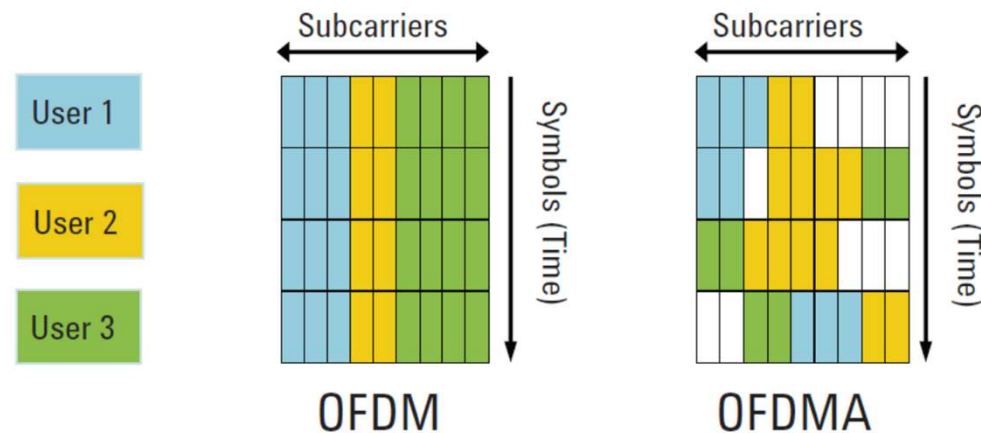 Subcarriers
Subcarriers
User 1
User 2
User 3
Symbols (Time)
Symbols (Time)
OFDM
OFDMA